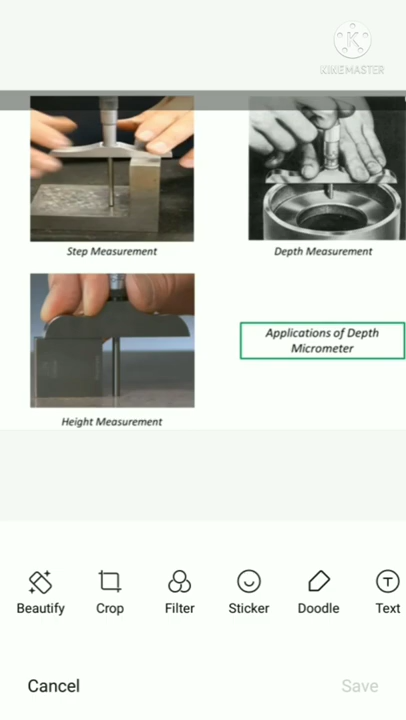 KINEMASTER
Step Measurement
Depth Measurement
Applications of Depth
Micrometer
Height Measurement
Beautify
Crop
Filter
Sticker
Doodle
Text
Cancel
Save